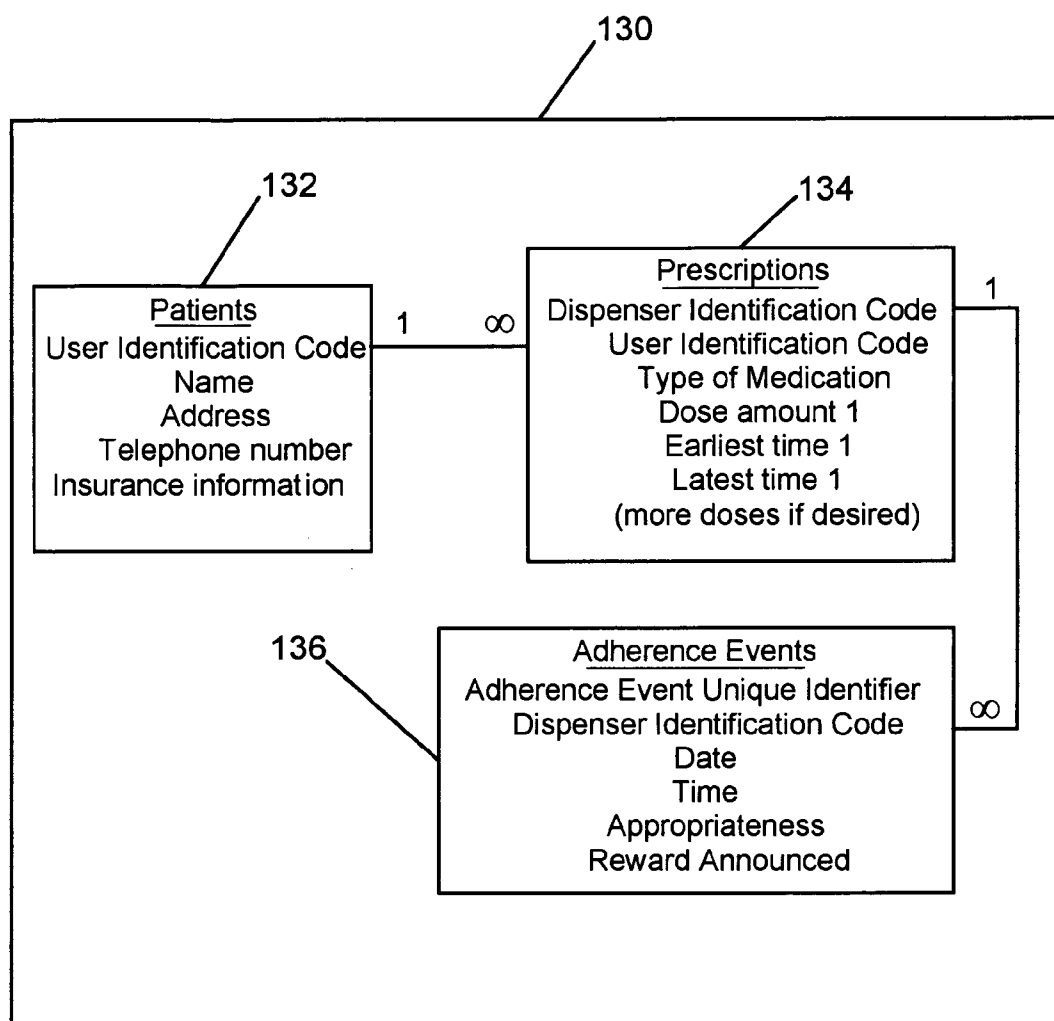 130
132
134
Patients
User Identification Code
Name
Address
Telephone number
Insurance information
1 ∞
Prescriptions
Dispenser Identification Code
User Identification Code
Type of Medication
Dose amount 1
Earliest time 1
Latest time 1
(more doses if desired)
1
136
Adherence Events
Adherence Event Unique Identifier
Dispenser Identification Code
Date
Time
Appropriateness
Reward Announced
∞